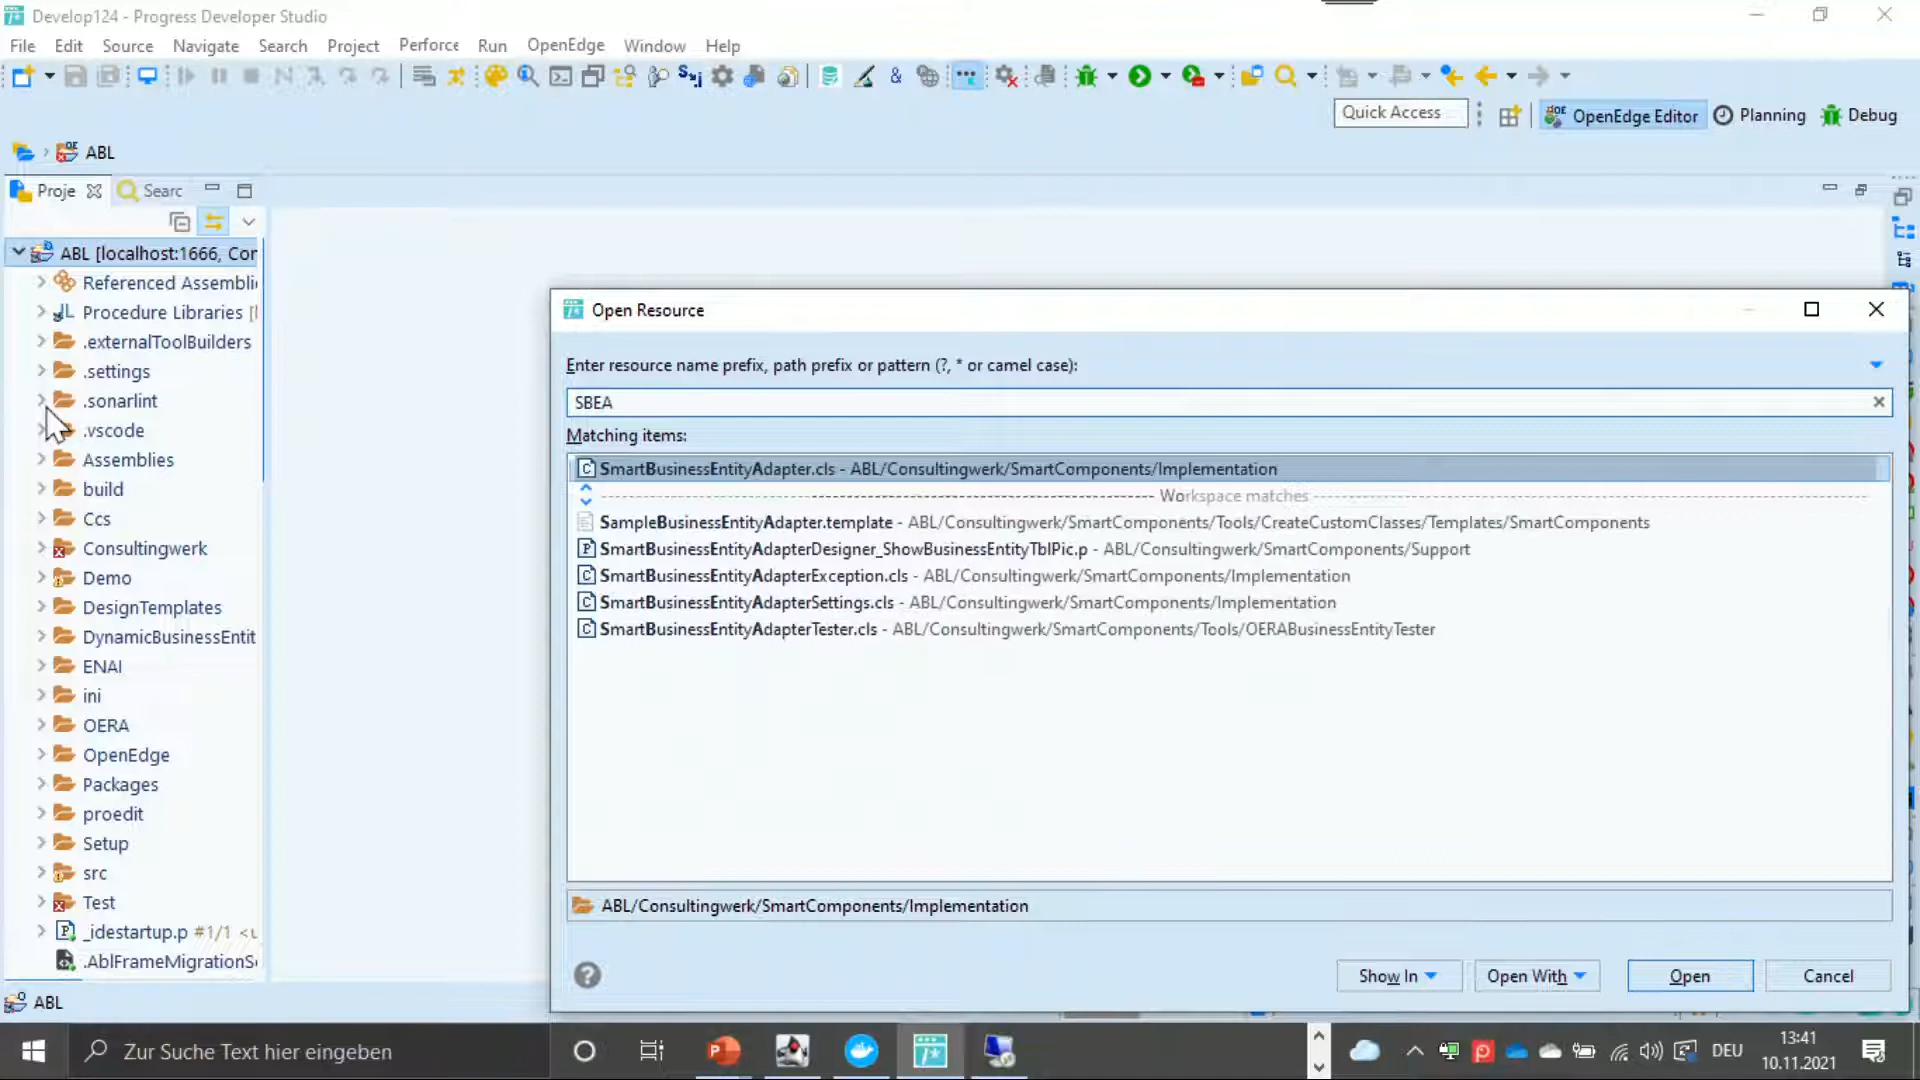 Develop124 - Progress Developer Studio
File Edit Source Navigate Search Project Perforce Run OpenEdge Window Help
Quick Access
OpenEdge Editor
Planning
Debug
ABL
Proje
Searc
ABL [localhost:1666, Cor
Referenced Assembli
Procedure Libraries [
.externalToolBuilders
.settings
.sonarlint
.vscode
Assemblies
build
Ccs
Consultingwerk
Demo
DesignTemplates
DynamicBusinessEntit
ENAI
ini
OERA
OpenEdge
Packages
proedit
Setup
src
Test
_idestartup.p #1/1 <
.AblFrameMigrationS
ABL
Open Resource
Enter resource name prefix, path prefix or pattern (?, * or camel case):
SBEA
Matching items:
SmartBusinessEntityAdapter.cls - ABL/Consultingwerk/SmartComponents/Implementation
Workspace matches
SampleBusinessEntityAdapter.template - ABL/Consultingwerk/SmartComponents/Tools/CreateCustomClasses/Templates/SmartComponents
SmartBusinessEntityAdapterDesigner_ShowBusinessEntityTblPic.p - ABL/Consultingwerk/SmartComponents/Support
SmartBusinessEntityAdapterException.cls - ABL/Consultingwerk/SmartComponents/Implementation
SmartBusinessEntityAdapterSettings.cls - ABL/Consultingwerk/SmartComponents/Implementation
SmartBusinessEntityAdapterTester.cls - ABL/Consultingwerk/SmartComponents/Tools/OERABusinessEntityTester
ABL/Consultingwerk/SmartComponents/Implementation
Show In
Open With
Open
Cancel
Zur Suche Text hier eingeben
DEU
13:41
10.11.2021